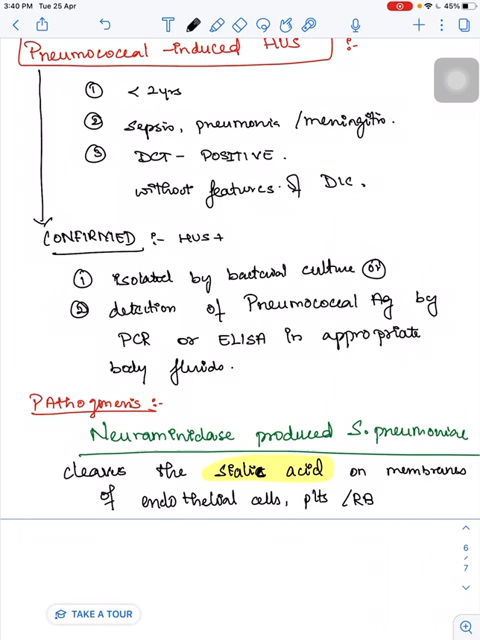 3:40 PM Tue 25 Apr
45%
Pneumococcal induced HUS :-
① < 2yrs
② Sepsis, pneumonia / meningitis.
③ DCT - POSITIVE.
without features of DIC.
CONFIRMED :- HUS +
① isolated by bacterial culture (or)
② detection of Pneumococcal Ag by
PCR or ELISA in appropriate
body fluids.
PAthogenesis :-
Neuraminidase produced S. pneumoniae
cleaves the sialic acid on membranes
of endothelial cells, plts /RB
6
7
TAKE A TOUR